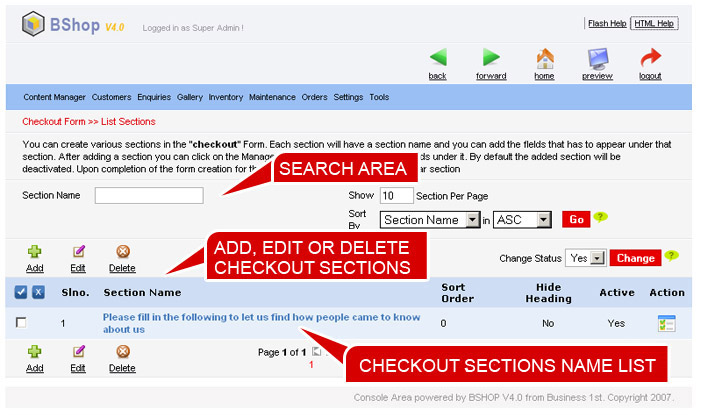 BShop V4.0 Logged in as Super Admin ! Flash Help HTML Help
back forward home preview logout
Content Manager Customers Enquiries Gallery Inventory Maintenance Orders Settings Tools
Checkout Form >> List Sections
You can create various sections in the "checkout" Form. Each section will have a section name and you can add the fields that has to appear under that
section. After adding a section you can click on the Manag ds under it. By default the added section will be
deactivated. Upon completion of the form creation for th ar section
SEARCH AREA
Section Name Show 10 Section Per Page
Sort By Section Name in ASC Go ?
ADD, EDIT OR DELETE
CHECKOUT SECTIONS
Add Edit Delete Change Status Yes Change ?
Slno. Section Name Sort Order Hide Heading Active Action
1 Please fill in the following to let us find how people came to know
about us 0 No Yes
Add Edit Delete Page 1 of 1
1
CHECKOUT SECTIONS NAME LIST
Console Area powered by BSHOP V4.0 from Business 1st. Copyright 2007.